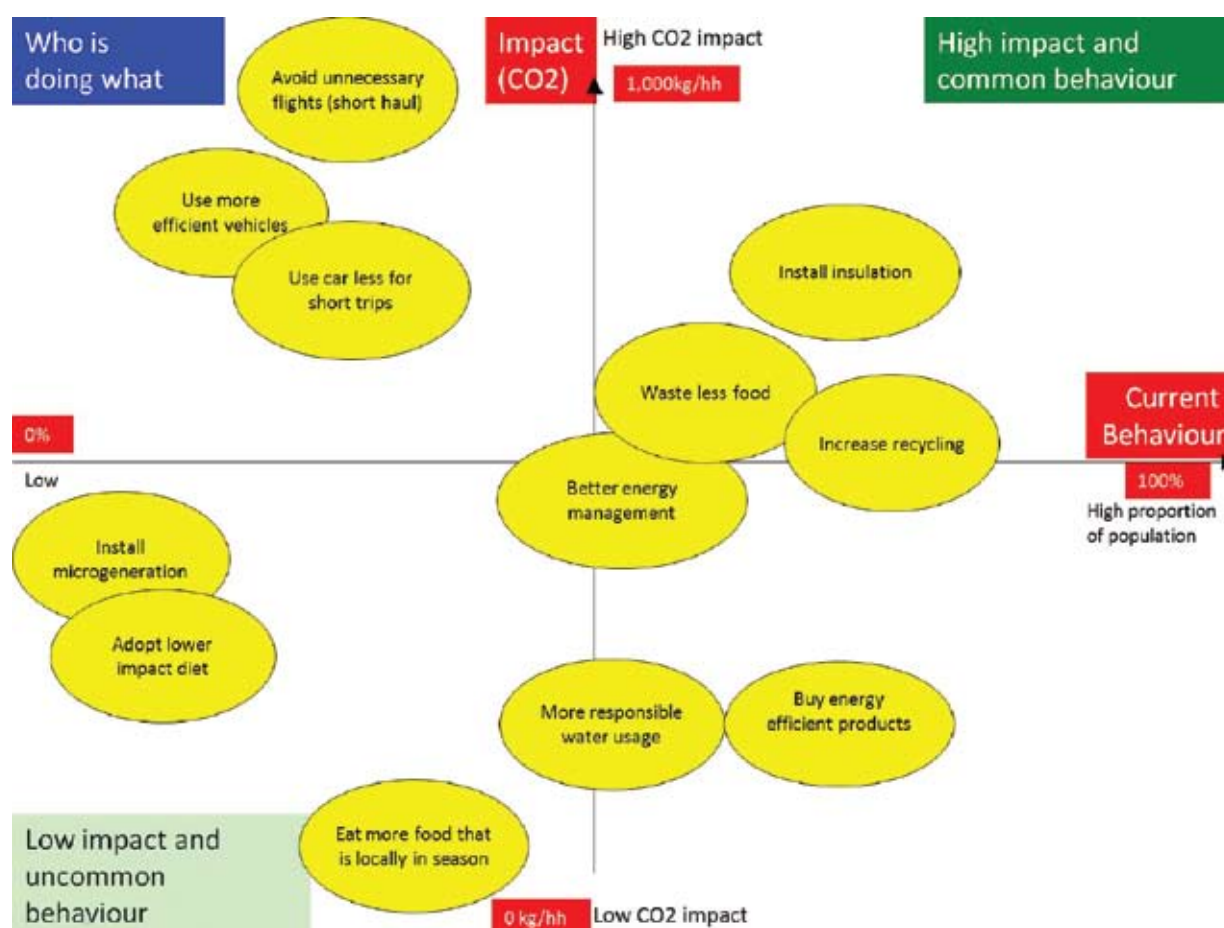 Who is
doing what
Avoid unnecessary
flights (short haul)
Impact
(CO2)
High CO2 impact
1,000kg/hh
High impact and
common behaviour
Use more
efficient vehicles
Use car less for
short trips
Install insulation
Waste less food
Increase recycling
Current
Behaviour
0%
Low
100%
High proportion
of population
Better energy
management
Install
microgeneration
Adopt lower
impact diet
More responsible
water usage
Buy energy
efficient products
Eat more food that
is locally in season
Low impact and
uncommon
behaviour
0 kg/hh
Low CO2 impact